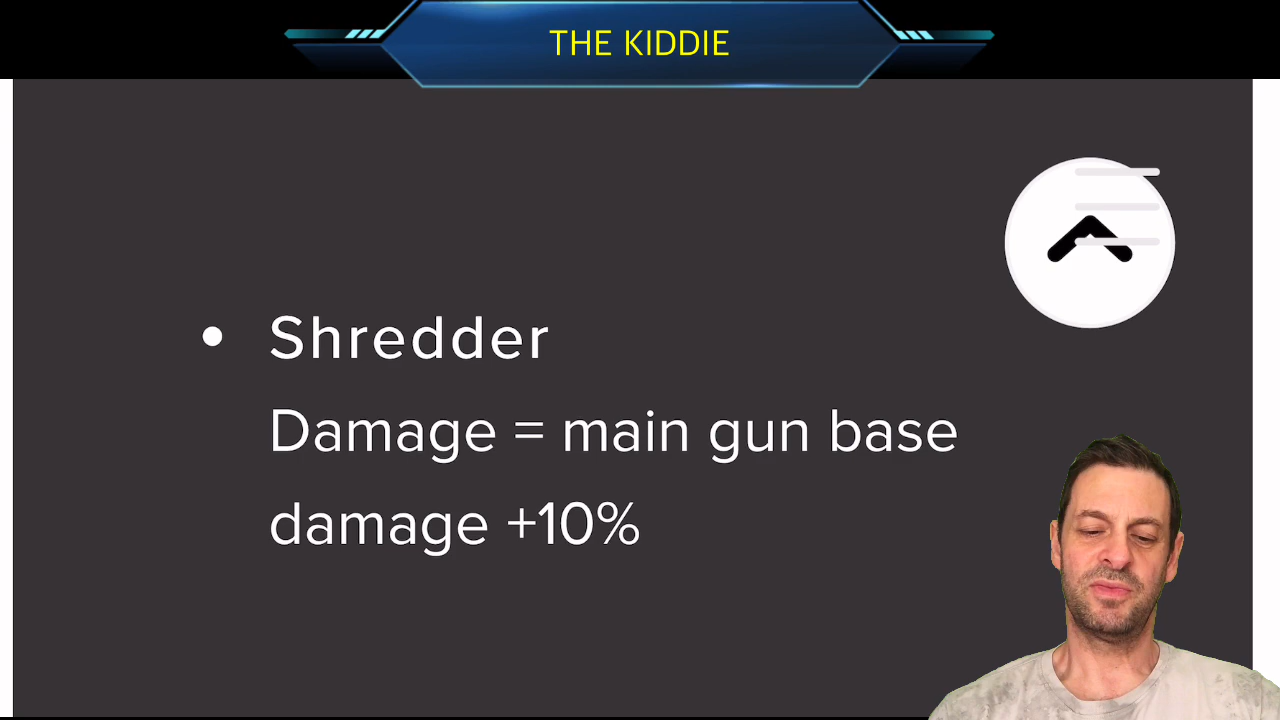 THE KIDDIE
• Shredder
Damage = main gun base
damage +10%